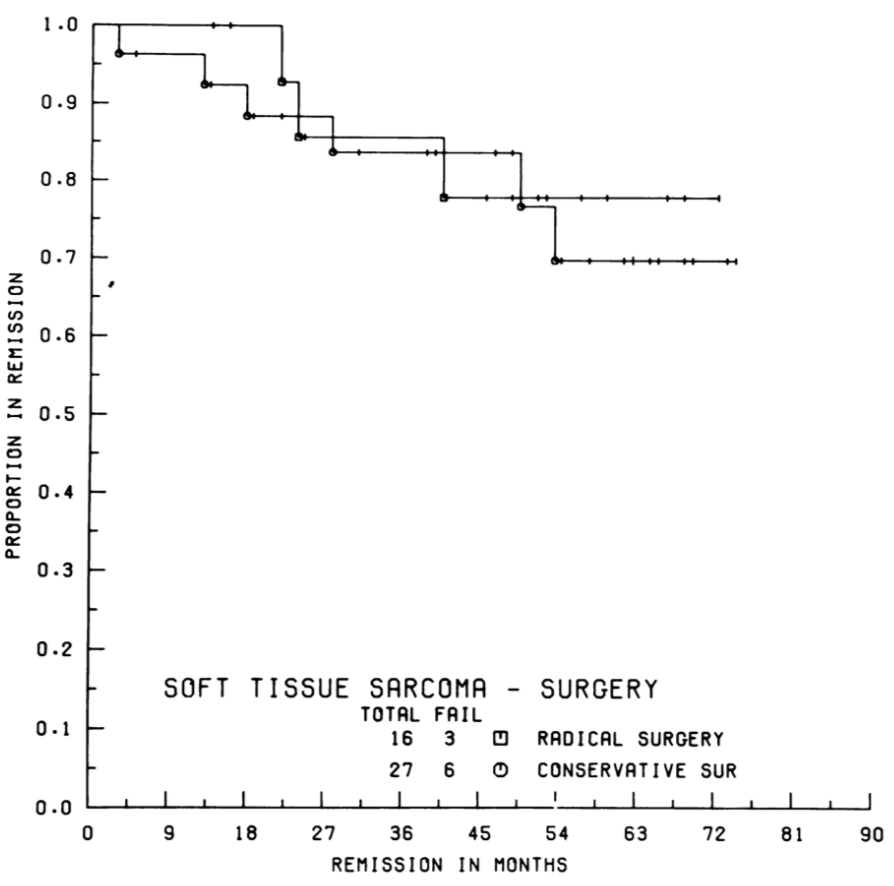 1.0
0.9
0.8
0.7
0.6
0.5
0.4
0.3
0.2
0.1
0.0
PROPORTION IN REMISSION
SOFT TISSUE SARCOMA - SURGERY
TOTAL FAIL
16 3 RADICAL SURGERY
27 6 CONSERVATIVE SUR
0 9 18 27 36 45 54 63 72 81 90
REMISSION IN MONTHS